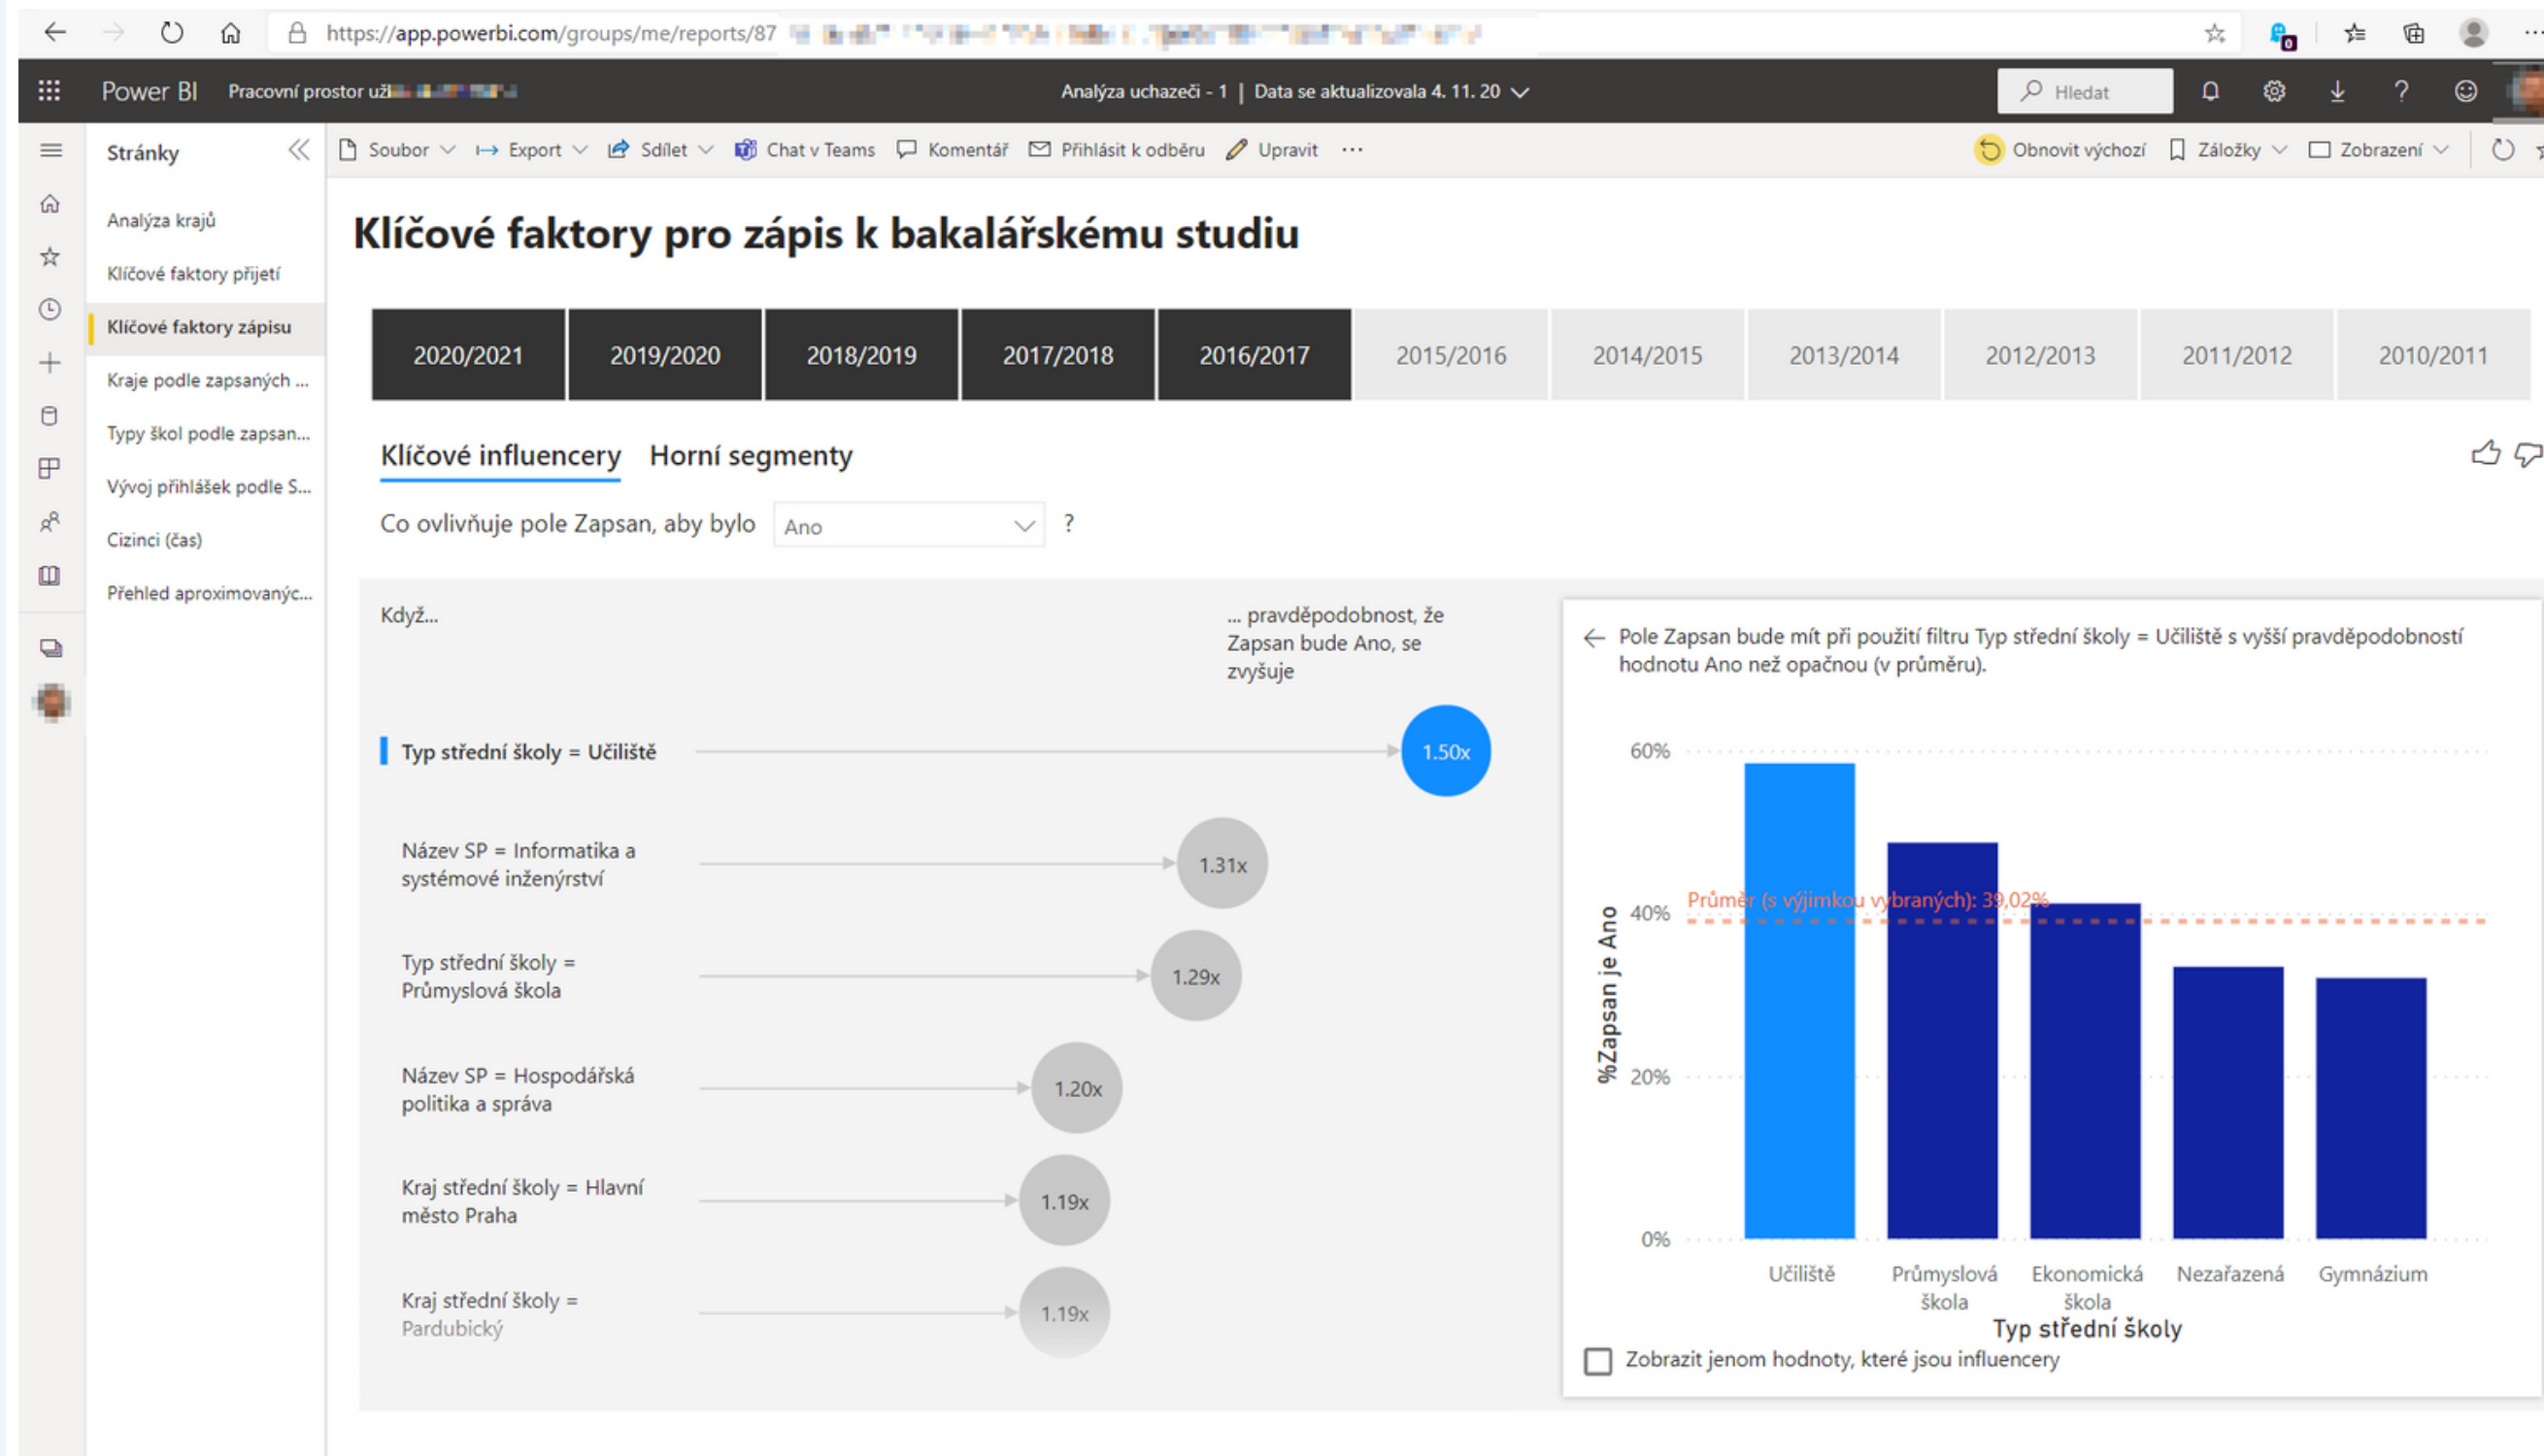 https://app.powerbi.com/groups/me/reports/87
0
Power BI Pracovní prostor uži
Analýza uchazeči - 1 | Data se aktualizovala 4. 11. 20
Hledat
?
Stránky
Soubor Export Sdílet Chat v Teams Komentář Přihlásit k odběru Upravit ...
Obnovit výchozí Záložky Zobrazení
Analýza krajů
Klíčové faktory přijetí
Klíčové faktory zápisu
Kraje podle zapsaných ...
Typy škol podle zapsan...
Vývoj přihlášek podle S...
Cizinci (čas)
Přehled aproximovanýc...
Klíčové faktory pro zápis k bakalářskému studiu
2020/2021 2019/2020 2018/2019 2017/2018 2016/2017 2015/2016 2014/2015 2013/2014 2012/2013 2011/2012 2010/2011
Klíčové influencery Horní segmenty
Co ovlivňuje pole Zapsan, aby bylo Ano ?
Když...
... pravděpodobnost, že
Zapsan bude Ano, se
zvyšuje
Typ střední školy = Učiliště
1.50x
Název SP = Informatika a
systémové inženýrství
1.31x
Typ střední školy =
Průmyslová škola
1.29x
Název SP = Hospodářská
politika a správa
1.20x
Kraj střední školy = Hlavní
město Praha
1.19x
Kraj střední školy =
Pardubický
1.19x
Pole Zapsan bude mít při použití filtru Typ střední školy = Učiliště s vyšší pravděpodobností
hodnotu Ano než opačnou (v průměru).
%Zapsan je Ano
60%
40%
20%
0%
Průměr (s výjimkou vybraných): 39,02%
Učiliště
Průmyslová
škola
Ekonomická
škola
Nezařazená
Gymnázium
Typ střední školy
Zobrazit jenom hodnoty, které jsou influencery